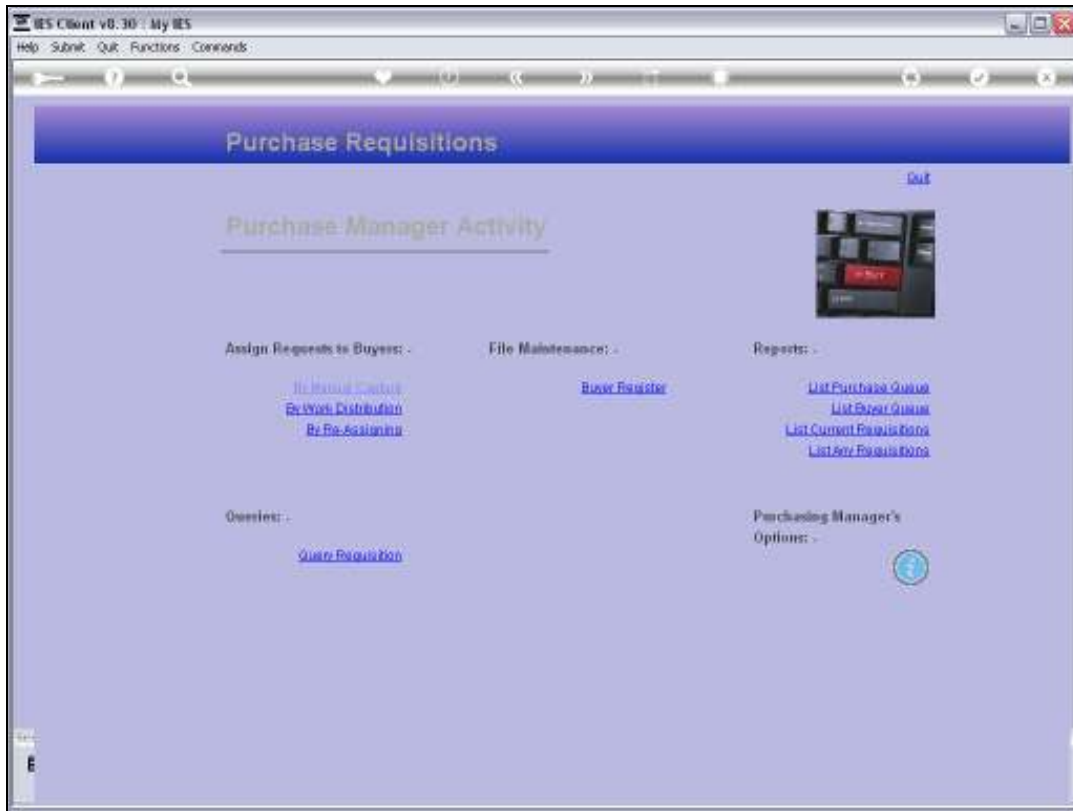 IES Client v8.30 : My IES
Help Submit Quit Functions Commands
Purchase Requisitions
Quit
Purchase Manager Activity
Assign Requests to Buyers: -
By Manual Capture
By Work Distribution
By Re-Assigning
File Maintenance: -
Buyer Register
Reports: -
List Purchase Queue
List Buyer Queue
List Current Requisitions
List Any Requisitions
Queries: -
Query Requisition
Purchasing Manager's
Options: -